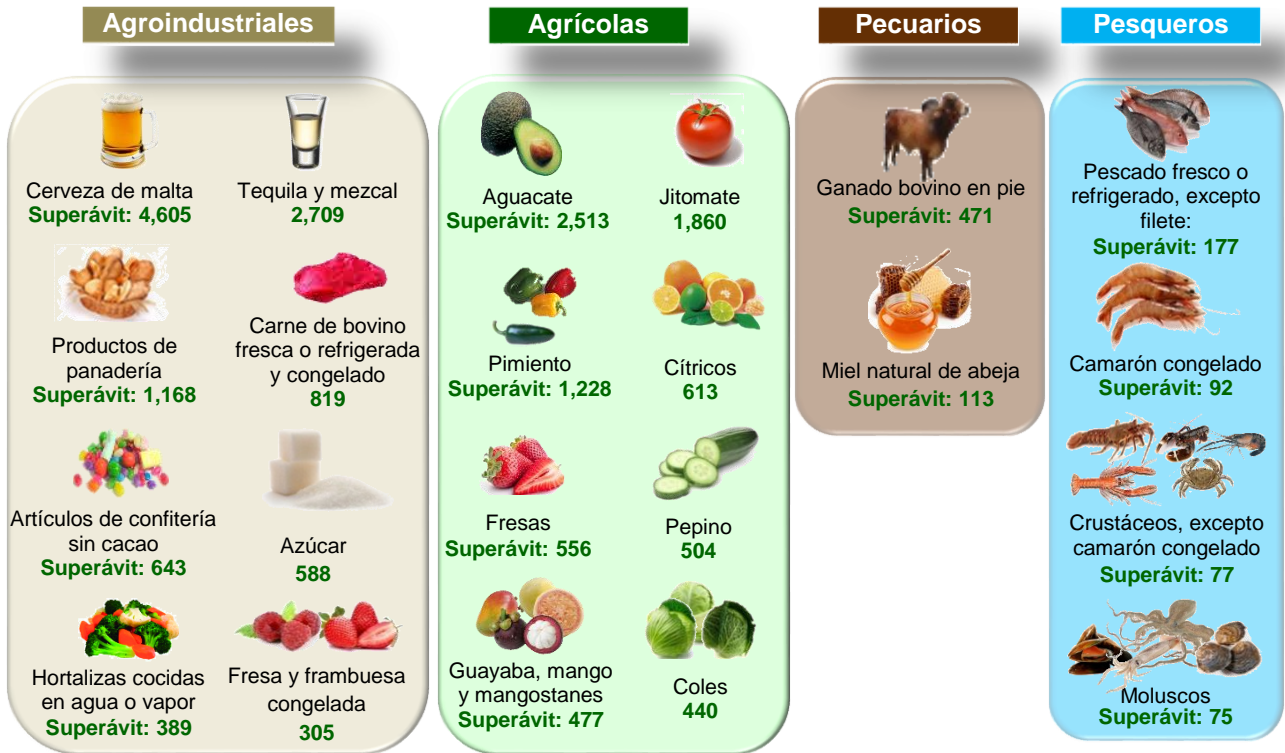 Agroindustriales
Cerveza de malta
Superávit: 4,605
Tequila y mezcal
2,709
Productos de
panadería
Superávit: 1,168
Carne de bovino
fresca o refrigerada
y congelado
819
Artículos de confitería
sin cacao
Superávit: 643
Azúcar
588
Hortalizas cocidas
en agua o vapor
Superávit: 389
Fresa y frambuesa
congelada
305
Agrícolas
Aguacate
Superávit: 2,513
Jitomate
1,860
Pimiento
Superávit: 1,228
Cítricos
613
Fresas
Superávit: 556
Pepino
504
Guayaba, mango
y mangostanes
Superávit: 477
Coles
440
Pecuarios
Ganado bovino en pie
Superávit: 471
Miel natural de abeja
Superávit: 113
Pesqueros
Pescado fresco o
refrigerado, excepto
filete:
Superávit: 177
Camarón congelado
Superávit: 92
Crustáceos, excepto
camarón congelado
Superávit: 77
Moluscos
Superávit: 75